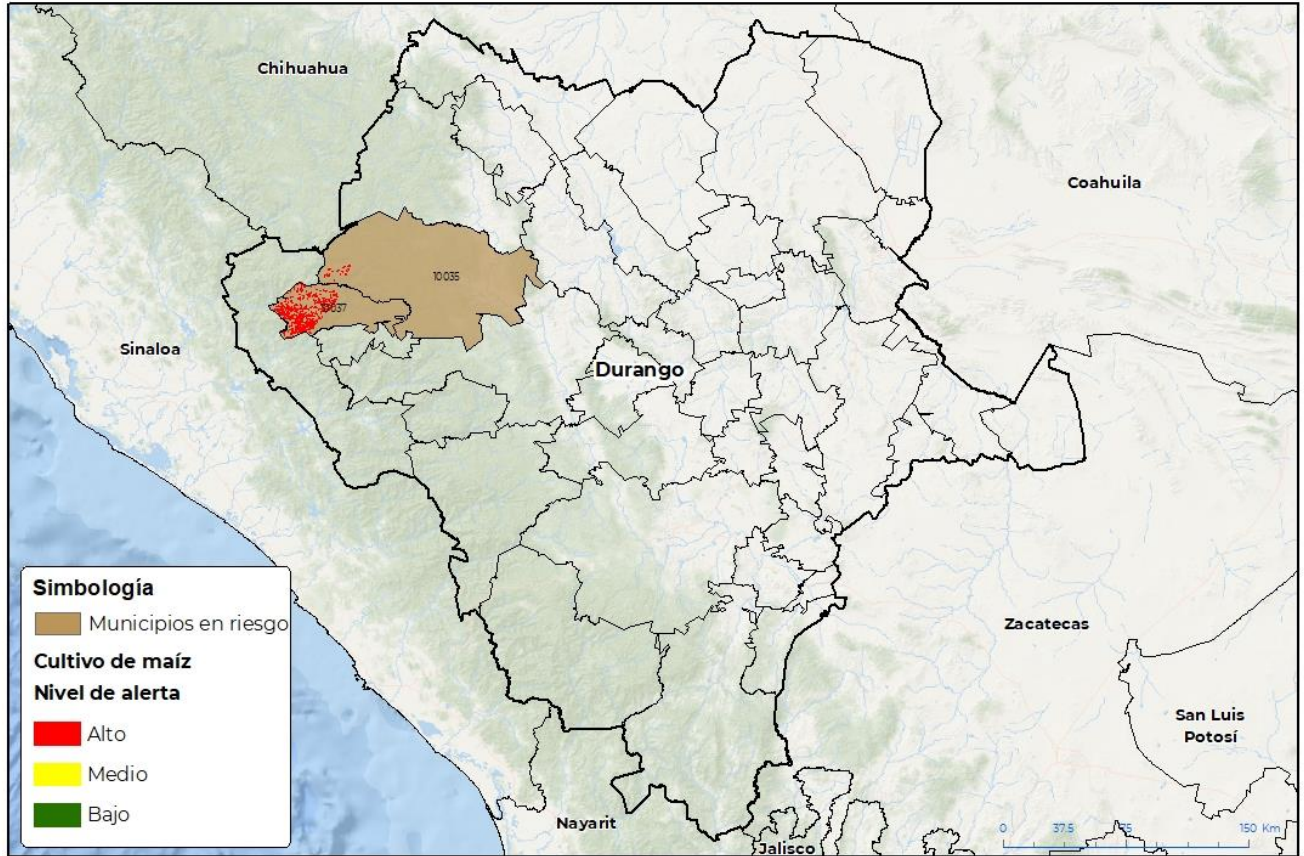 Chihuahua
Coahuila
10035
Sinaloa
Durango
Simbología
Municipios en riesgo
Cultivo de maíz
Nivel de alerta
Alto
Medio
Bajo
Zacatecas
San Luis
Potosí
Nayarit
Jalisco
0 37.5 75 150 Km